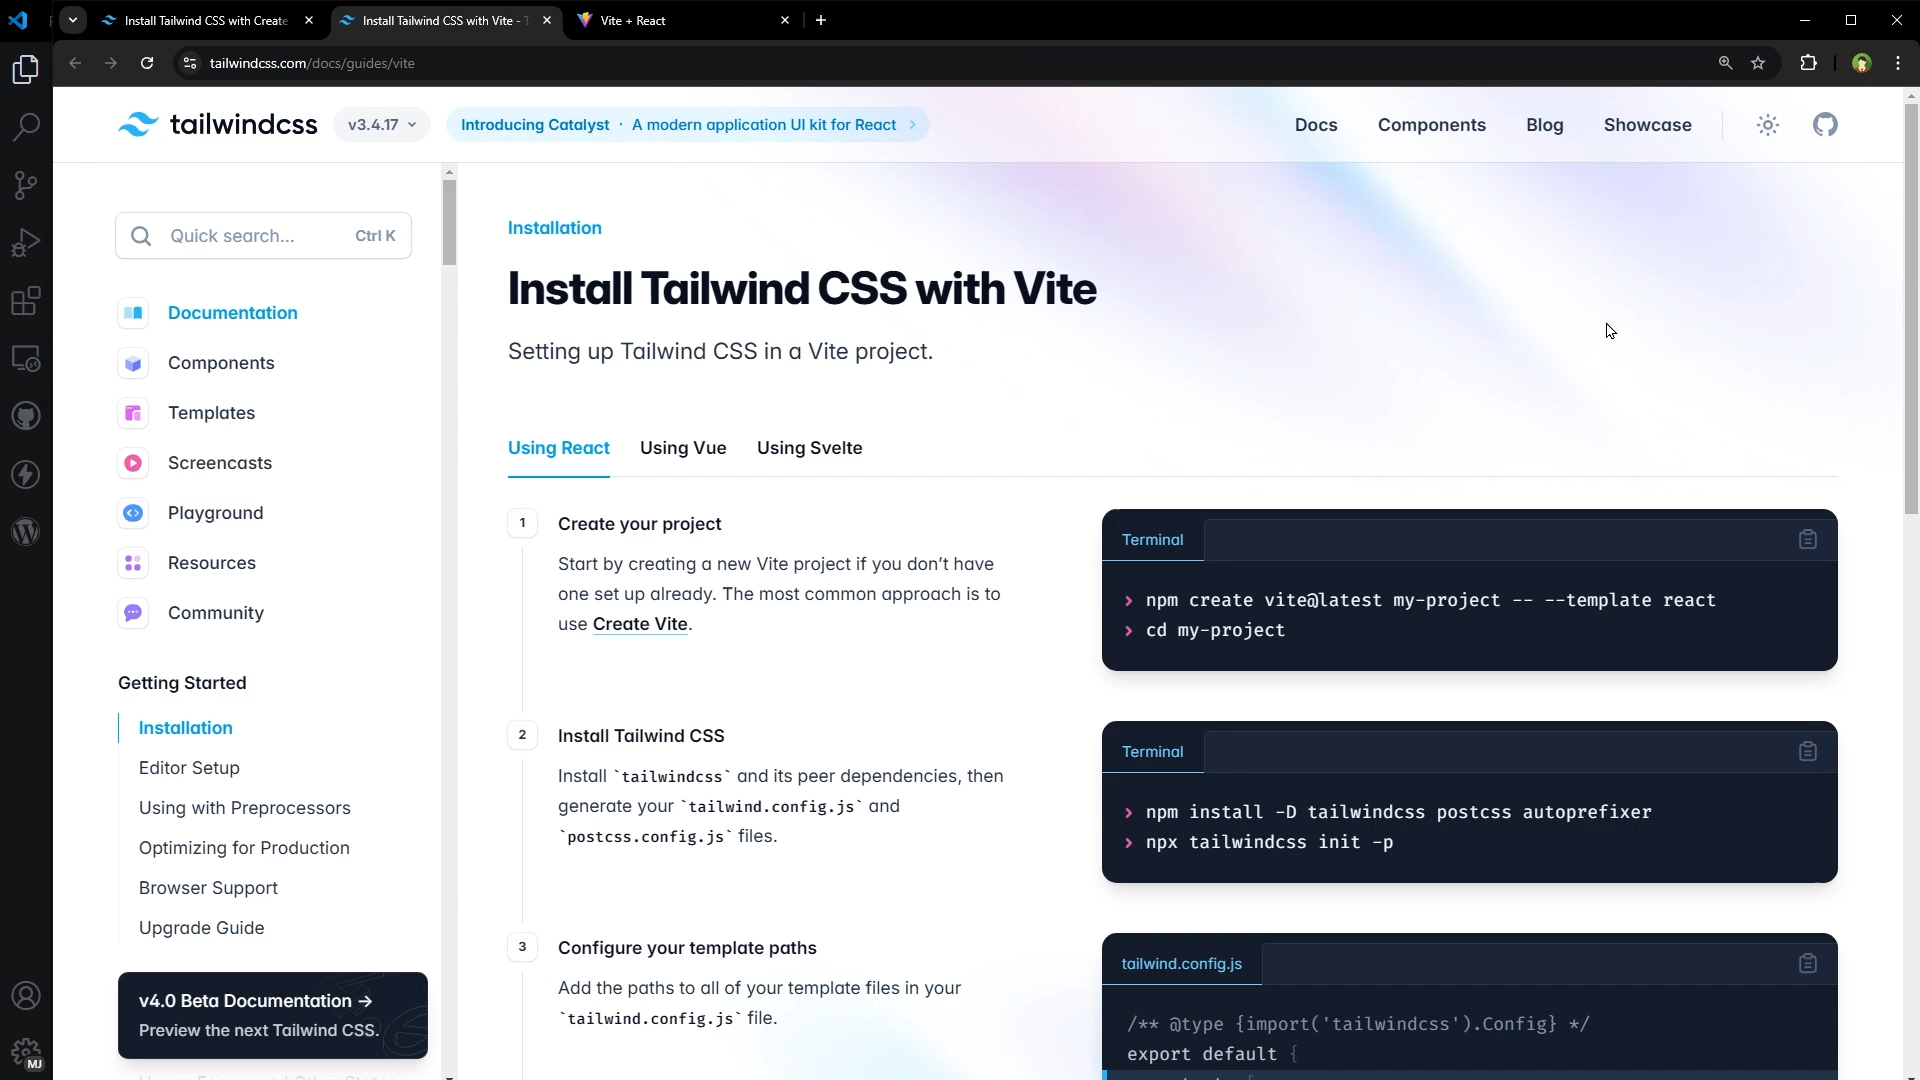 Install Tailwind CSS with Create
Install Tailwind CSS with Vite - T
Vite + React
tailwindcss.com/docs/guides/vite
tailwindcss
v3.4.17
Introducing Catalyst · A modern application UI kit for React
Docs
Components
Blog
Showcase
Quick search...
Ctrl K
Documentation
Components
Templates
Screencasts
Playground
Resources
Community
Getting Started
Installation
Editor Setup
Using with Preprocessors
Optimizing for Production
Browser Support
Upgrade Guide
v4.0 Beta Documentation →
Preview the next Tailwind CSS.
MJ
Installation
Install Tailwind CSS with Vite
Setting up Tailwind CSS in a Vite project.
Using React
Using Vue
Using Svelte
1
Create your project
Start by creating a new Vite project if you don’t have
one set up already. The most common approach is to
use Create Vite.
Terminal
> npm create vite@latest my-project -- --template react
> cd my-project
2
Install Tailwind CSS
Install `tailwindcss` and its peer dependencies, then
generate your `tailwind.config.js` and
`postcss.config.js` files.
Terminal
> npm install -D tailwindcss postcss autoprefixer
> npx tailwindcss init -p
3
Configure your template paths
Add the paths to all of your template files in your
`tailwind.config.js` file.
tailwind.config.js
/** @type {import('tailwindcss').Config} */
export default {